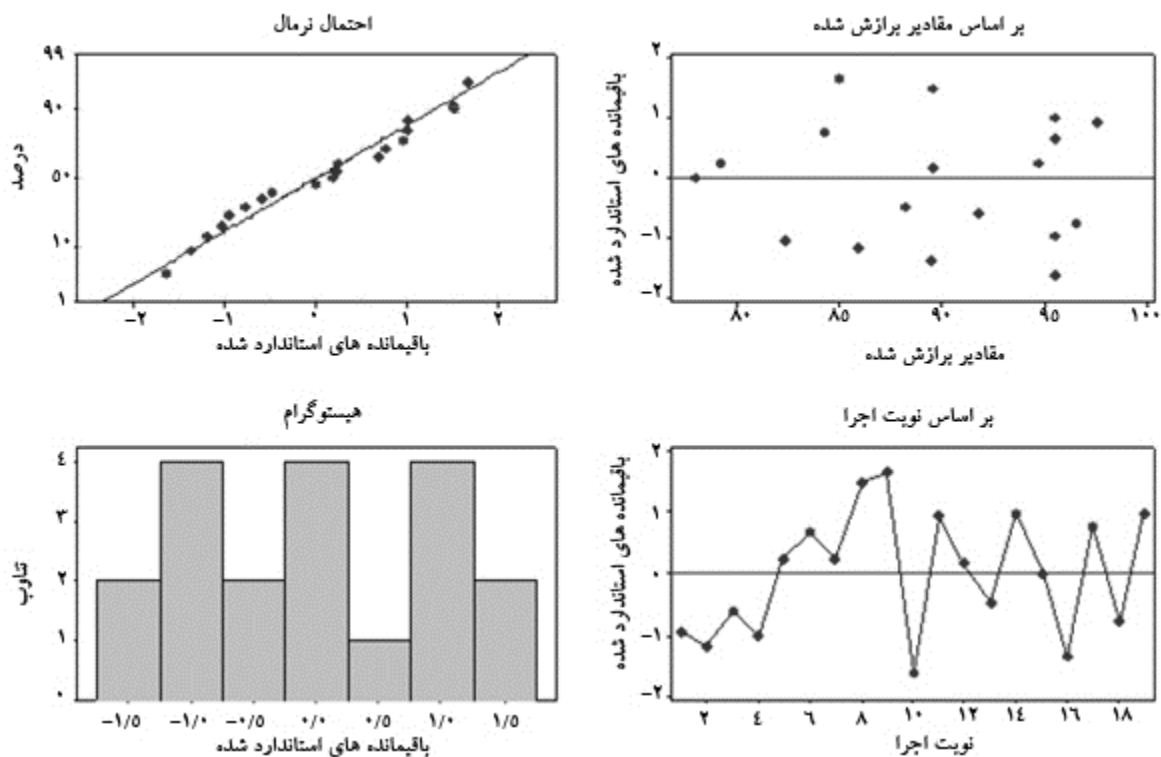 احتمال نرمال
۹۹
۹۰
۵۰
۱۰
۱
درصد
−۲ −۱ ۰ ۱ ۲
باقیمانده های استاندارد شده
بر اساس مقادیر برازش شده
۲
۱
۰
−۱
−۲
باقیمانده های استاندارد شده
۸۰ ۸۵ ۹۰ ۹۵ ۱۰۰
مقادیر برازش شده
هیستوگرام
٤
۳
۲
۱
۰
تناوب
−۱/۵ −۱/۰ −۰/۵ ۰/۰ ۰/۵ ۱/۰ ۱/۵
باقیمانده های استاندارد شده
بر اساس نوبت اجرا
۲
۱
۰
−۱
−۲
باقیمانده های استاندارد شده
۲ ٤ ۶ ۸ ۱۰ ۱۲ ۱٤ ۱۶ ۱۸
نوبت اجرا